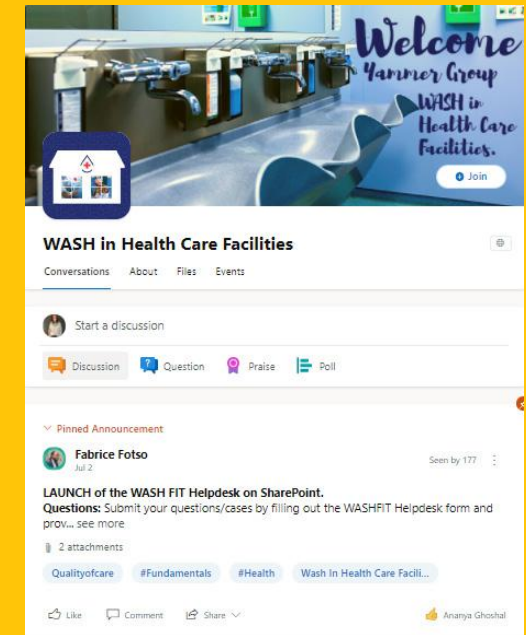 Welcome
Yammer Group
WASH in
Health Care
Facilities.
Join
WASH in Health Care Facilities
Conversations About Files Events
Start a discussion
Discussion Question Praise Poll
Pinned Announcement
Fabrice Fotso
Jul 2
Seen by 177
LAUNCH of the WASH FIT Helpdesk on SharePoint.
Questions: Submit your questions/cases by filling out the WASHFIT Helpdesk form and
prov... see more
2 attachments
Qualityofcare #Fundamentals #Health Wash In Health Care Facili...
Like Comment Share Ananya Ghoshal